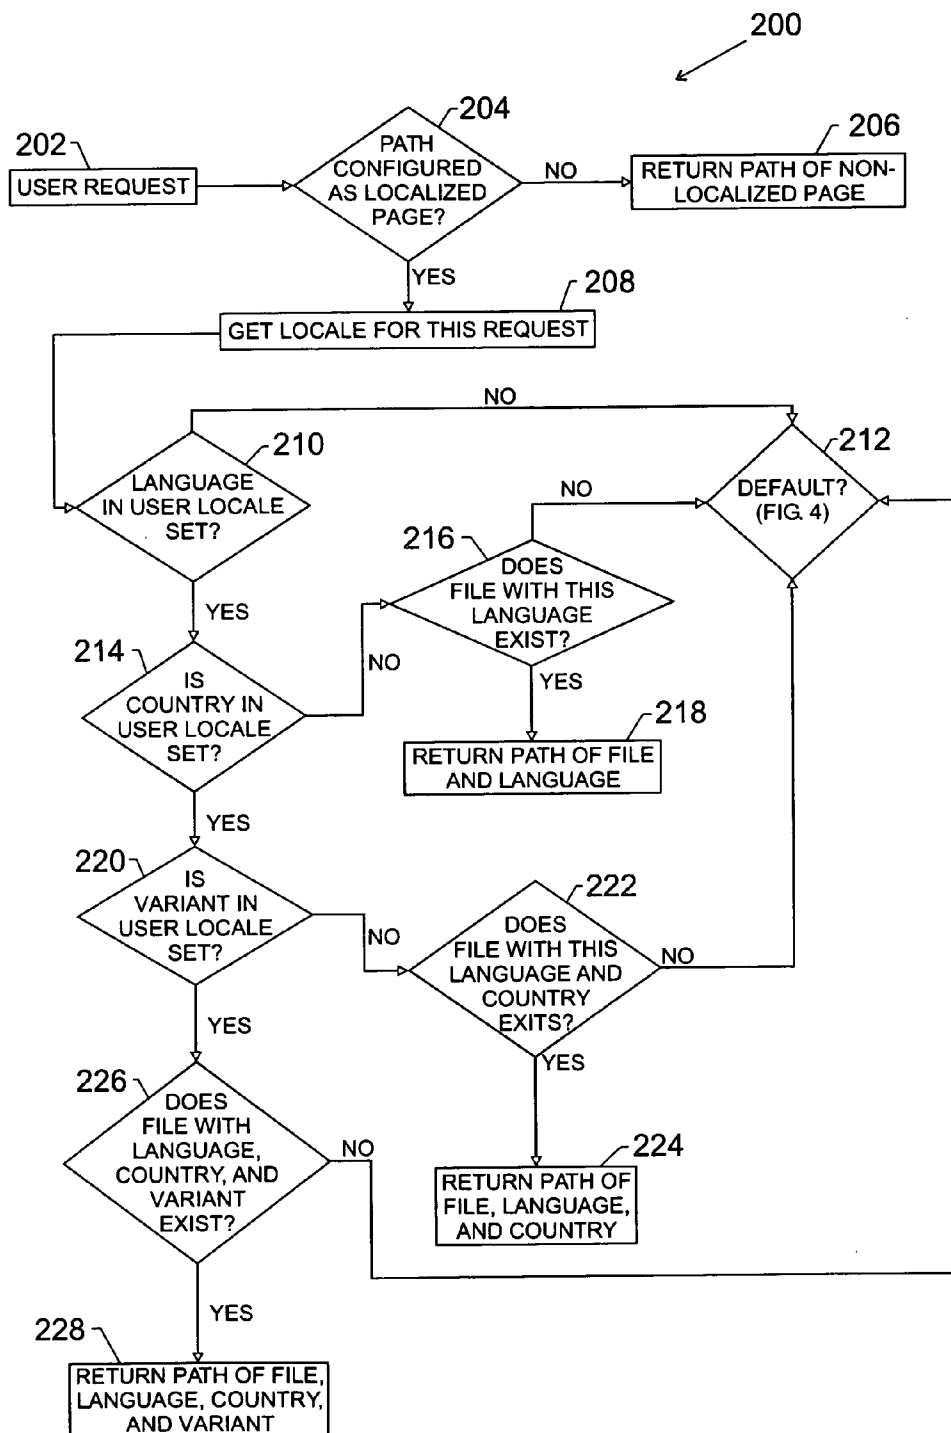 200
204
202
206
PATH
CONFIGURED
AS LOCALIZED
PAGE?
USER REQUEST
NO
RETURN PATH OF NON-
LOCALIZED PAGE
YES
208
GET LOCALE FOR THIS REQUEST
NO
210
LANGUAGE
IN USER LOCALE
SET?
212
DEFAULT?
(FIG. 4)
NO
216
DOES
FILE WITH THIS
LANGUAGE
EXIST?
YES
214
IS
COUNTRY IN
USER LOCALE
SET?
NO
YES
218
RETURN PATH OF FILE
AND LANGUAGE
YES
220
IS
VARIANT IN
USER LOCALE
SET?
NO
222
DOES
FILE WITH THIS
LANGUAGE AND
COUNTRY
EXITS?
NO
YES
YES
226
DOES
FILE WITH
LANGUAGE,
COUNTRY, AND
VARIANT
EXIST?
NO
224
RETURN PATH OF
FILE, LANGUAGE,
AND COUNTRY
YES
228
RETURN PATH OF FILE,
LANGUAGE, COUNTRY,
AND VARIANT